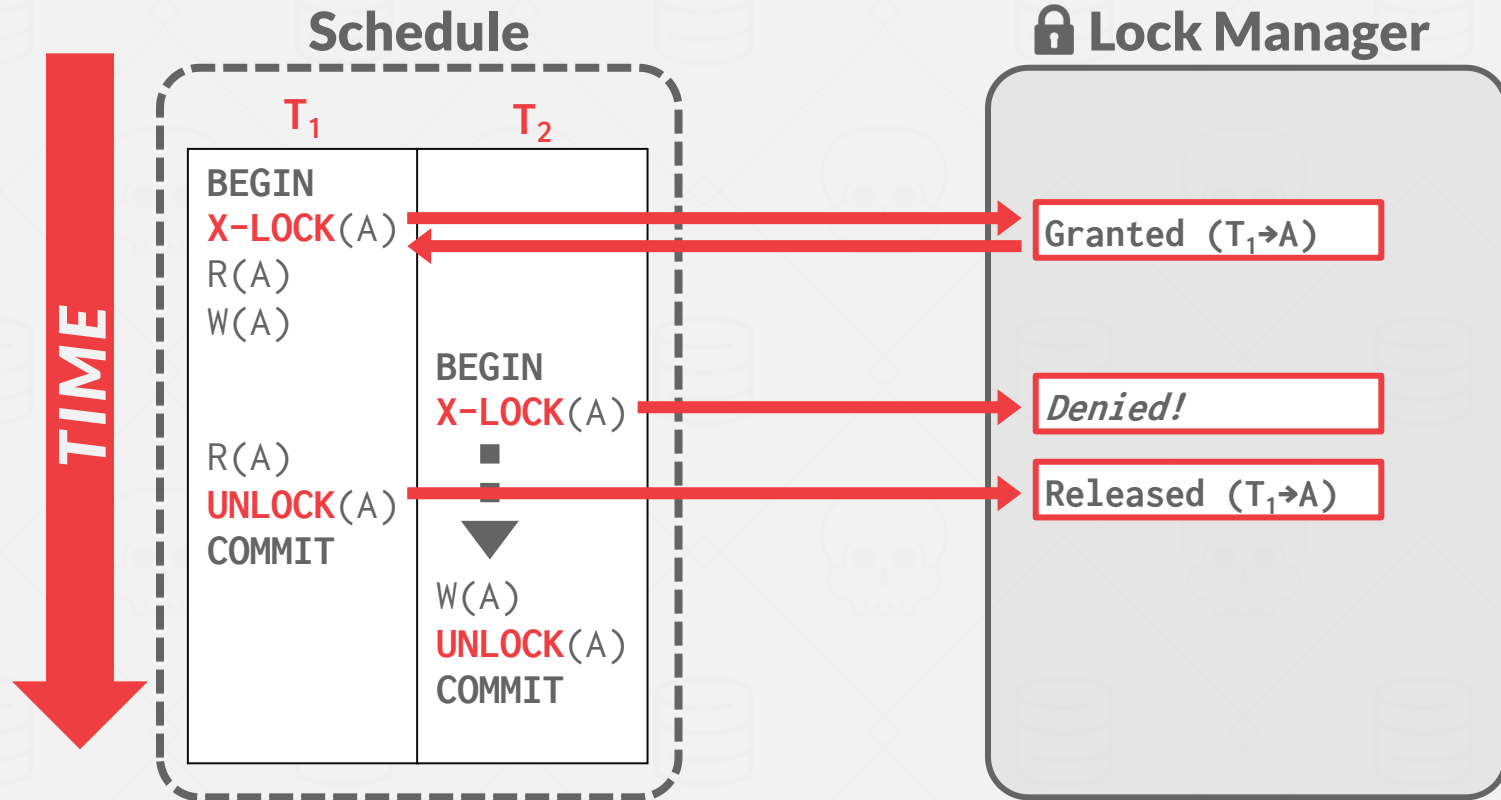 Schedule
Lock Manager
TIME
T₁
T₂
BEGIN
X-LOCK(A)
R(A)
W(A)
Granted (T₁→A)
BEGIN
X-LOCK(A)
Denied!
R(A)
UNLOCK(A)
COMMIT
Released (T₁→A)
W(A)
UNLOCK(A)
COMMIT